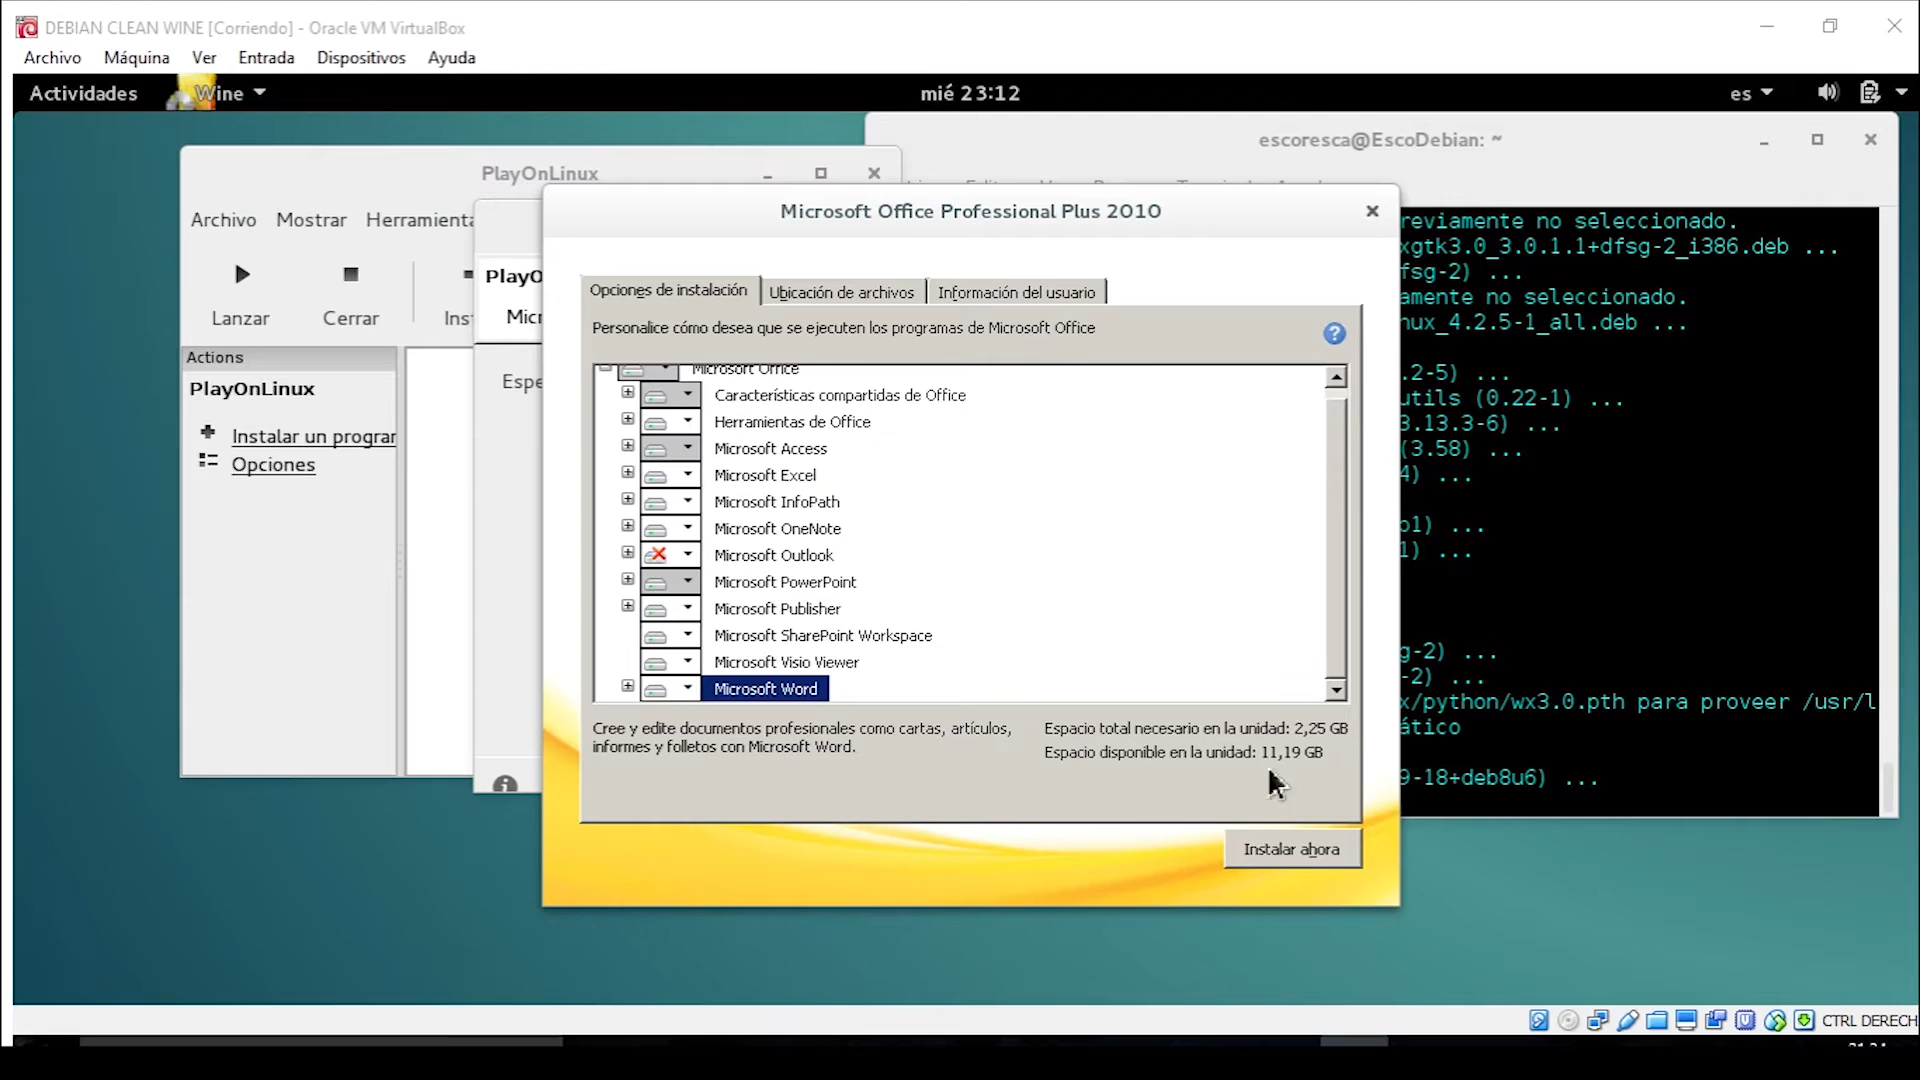 DEBIAN CLEAN WINE [Corriendo] - Oracle VM VirtualBox
Archivo Máquina Ver Entrada Dispositivos Ayuda
Actividades Wine mié 23:12 es
PlayOnLinux
Archivo Mostrar Herramienta
Lanzar Cerrar Inst
Actions
PlayOnLinux
Instalar un prograr
Opciones
PlayO
Micr
Espe
escoresca@EscoDebian: ~
reviamente no seleccionado.
xgtk3.0_3.0.1.1+dfsg-2_i386.deb ...
fsg-2) ...
amente no seleccionado.
nux_4.2.5-1_all.deb ...
.2-5) ...
utils (0.22-1) ...
3.13.3-6) ...
(3.58) ...
4) ...
o1) ...
1) ...
g-2) ...
-2) ...
x/python/wx3.0.pth para proveer /usr/l
ático
9-18+deb8u6) ...
Microsoft Office Professional Plus 2010
Opciones de instalación Ubicación de archivos Información del usuario
Personalice cómo desea que se ejecuten los programas de Microsoft Office
Microsoft Office
Características compartidas de Office
Herramientas de Office
Microsoft Access
Microsoft Excel
Microsoft InfoPath
Microsoft OneNote
Microsoft Outlook
Microsoft PowerPoint
Microsoft Publisher
Microsoft SharePoint Workspace
Microsoft Visio Viewer
Microsoft Word
Cree y edite documentos profesionales como cartas, artículos,
informes y folletos con Microsoft Word.
Espacio total necesario en la unidad: 2,25 GB
Espacio disponible en la unidad: 11,19 GB
Instalar ahora
CTRL DERECH